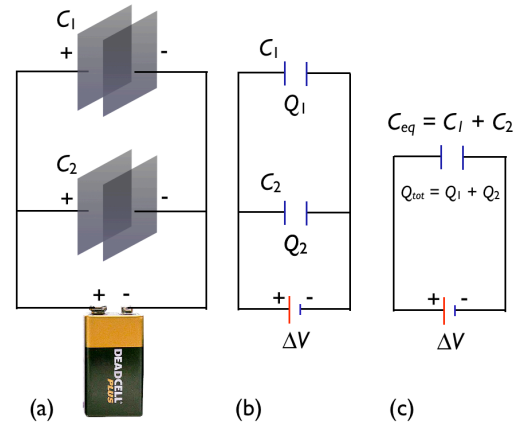 C1
+ -
C2
+ -
+ -
DEADCELL
PLUS
(a)
C1
Q1
C2
Q2
+ -
ΔV
(b)
Ceq = C1 + C2
Qtot = Q1 + Q2
+ -
ΔV
(c)